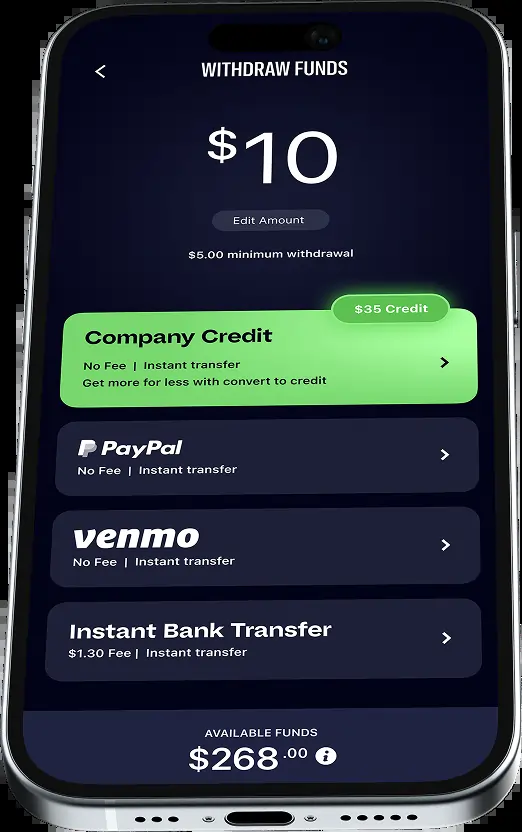 WITHDRAW FUNDS
$10
Edit Amount
$5.00 minimum withdrawal
$35 Credit
Company Credit
No Fee | Instant transfer
Get more for less with convert to credit
PayPal
No Fee | Instant transfer
venmo
No Fee | Instant transfer
Instant Bank Transfer
$1.30 Fee | Instant transfer
AVAILABLE FUNDS
$268.00 i